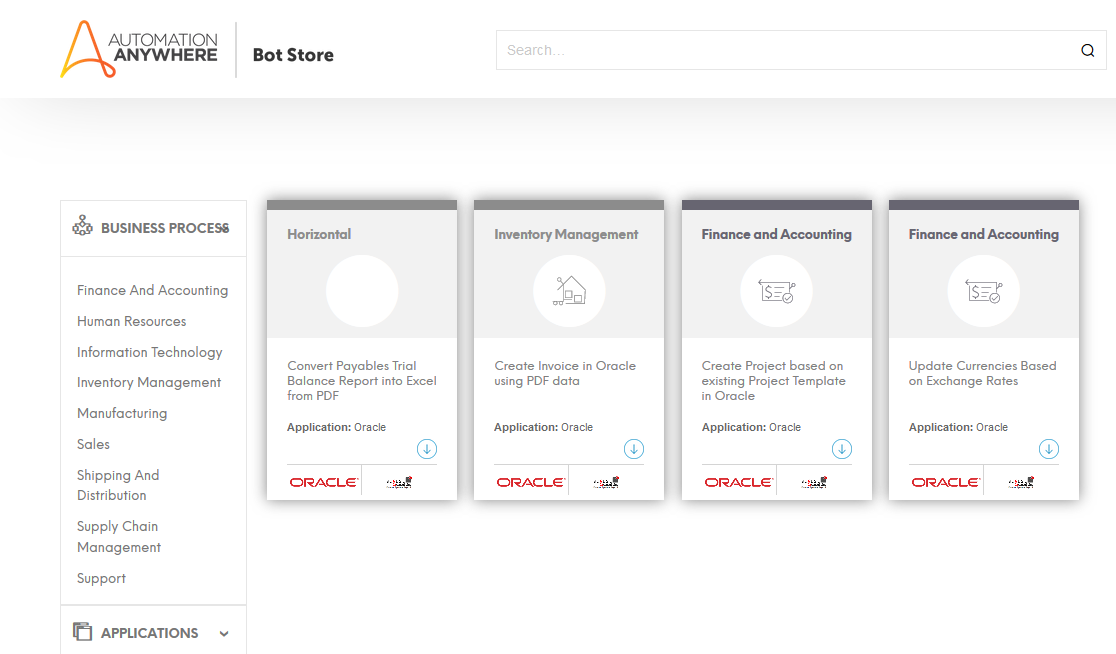 AUTOMATION
ANYWHERE
Bot Store
Search...
BUSINESS PROCESS
Finance And Accounting
Human Resources
Information Technology
Inventory Management
Manufacturing
Sales
Shipping And
Distribution
Supply Chain
Management
Support
APPLICATIONS
Horizontal
Convert Payables Trial
Balance Report into Excel
from PDF
Application: Oracle
ORACLE
Inventory Management
Create Invoice in Oracle
using PDF data
Application: Oracle
ORACLE
Finance and Accounting
Create Project based on
existing Project Template
in Oracle
Application: Oracle
ORACLE
Finance and Accounting
Update Currencies Based
on Exchange Rates
Application: Oracle
ORACLE